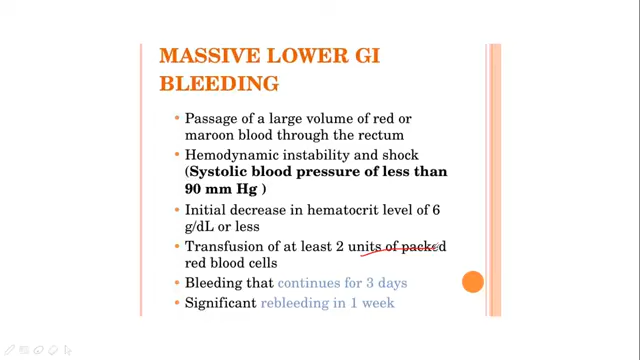 MASSIVE LOWER GI
BLEEDING
• Passage of a large volume of red or
maroon blood through the rectum
• Hemodynamic instability and shock
(Systolic blood pressure of less than
90 mm Hg )
• Initial decrease in hematocrit level of 6
g/dL or less
• Transfusion of at least 2 units of packed
red blood cells
• Bleeding that continues for 3 days
• Significant rebleeding in 1 week